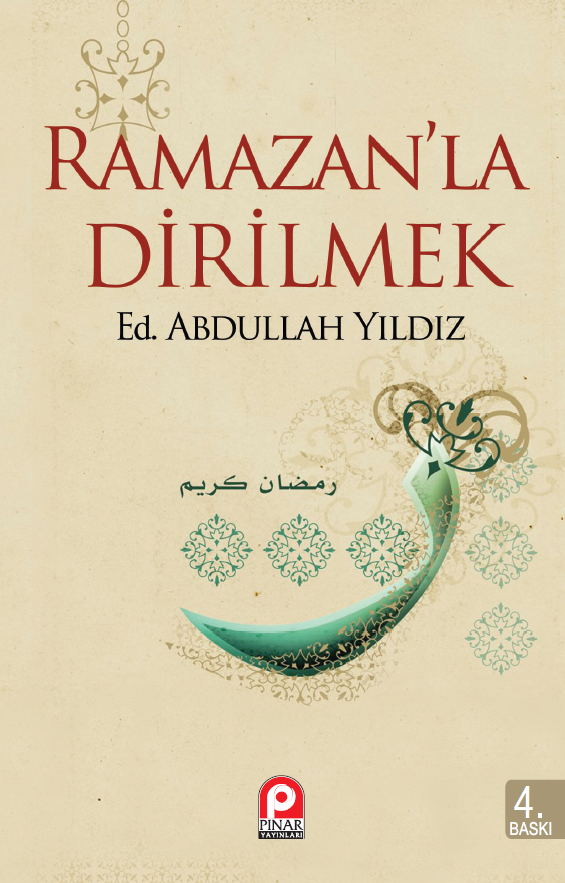 RAMAZAN'LA
DİRİLMEK
Ed. ABDULLAH YILDIZ
رمضان كريم
PINAR
YAYINLARI
4.
BASKI